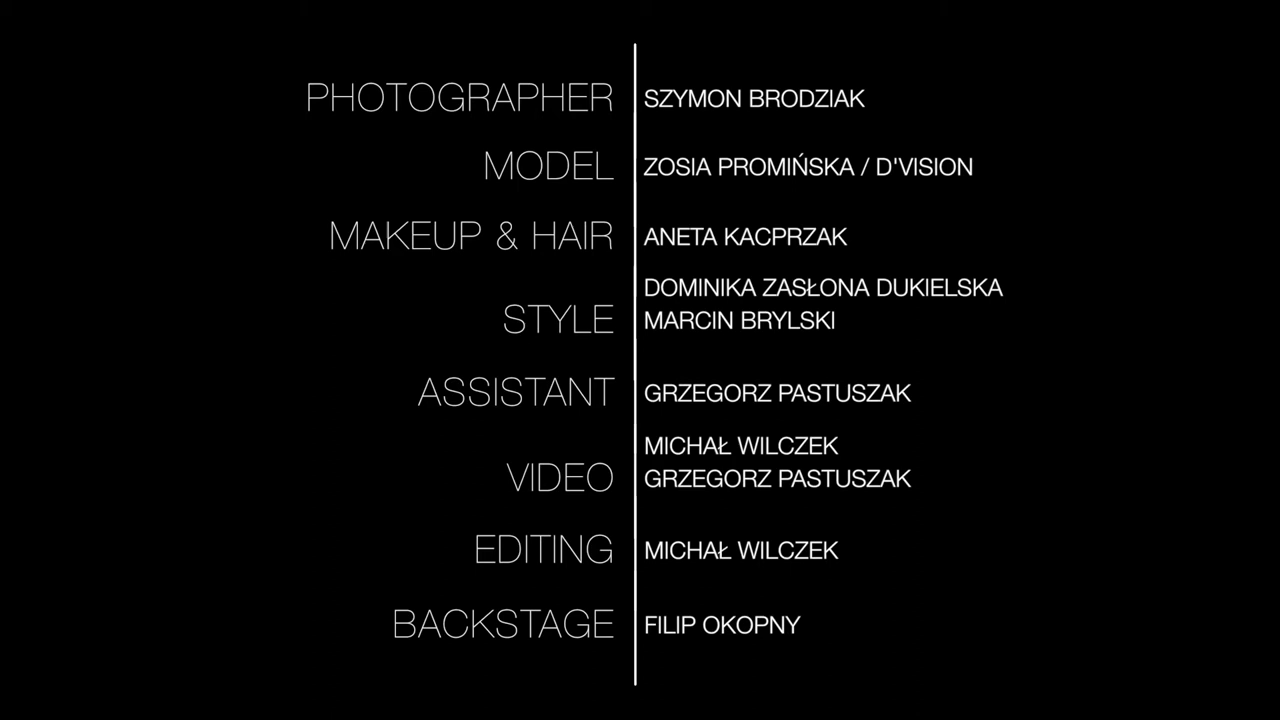 PHOTOGRAPHER SZYMON BRODZIAK
MODEL ZOSIA PROMIŃSKA / D'VISION
MAKEUP & HAIR ANETA KACPRZAK
DOMINIKA ZASŁONA DUKIELSKA
STYLE MARCIN BRYLSKI
ASSISTANT GRZEGORZ PASTUSZAK
MICHAŁ WILCZEK
VIDEO GRZEGORZ PASTUSZAK
EDITING MICHAŁ WILCZEK
BACKSTAGE FILIP OKOPNY